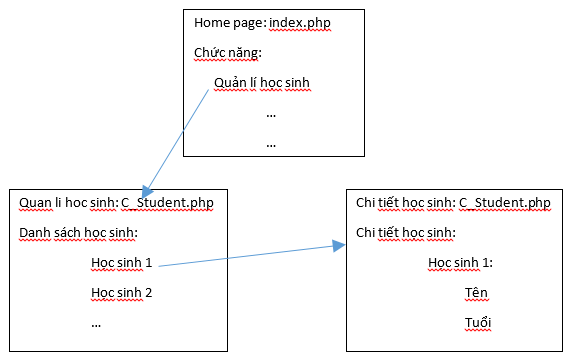 Home page: index.php
Chức năng:
Quản lí học sinh
...
...
Quan li hoc sinh: C_Student.php
Danh sách học sinh:
Học sinh 1
Học sinh 2
...
Chi tiết học sinh: C_Student.php
Chi tiết học sinh:
Học sinh 1:
Tên
Tuổi